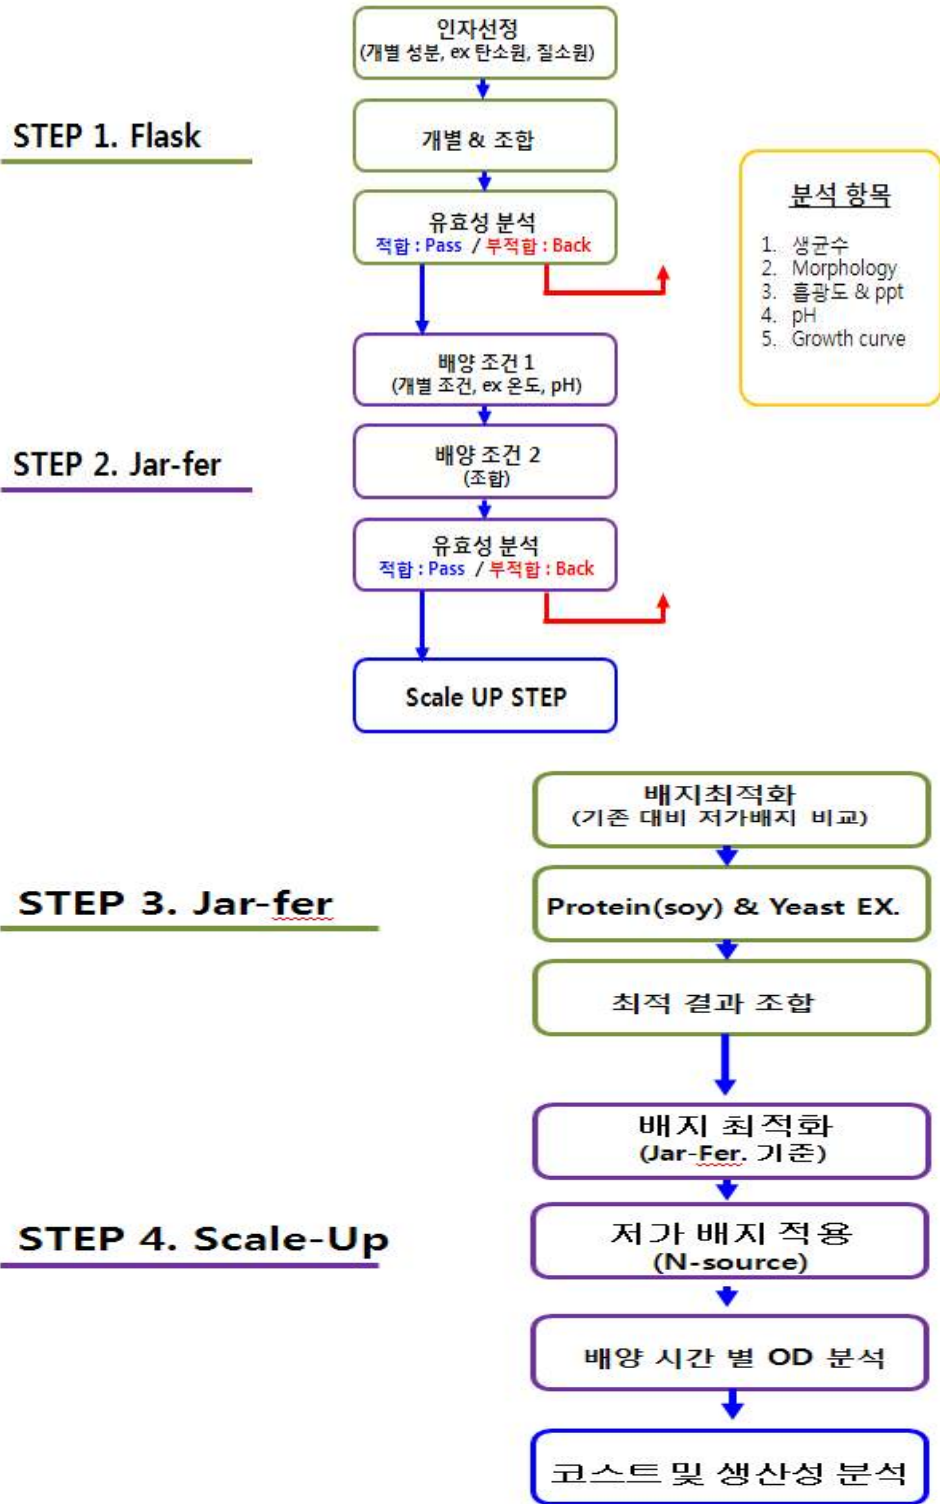 인자선정
(개별 성분, ex 탄소원, 질소원)
STEP 1. Flask
개별 & 조합
유효성 분석
적합 : Pass / 부적합 : Back
분석 항목
1. 생균수
2. Morphology
3. 흡광도 & ppt
4. pH
5. Growth curve
배양 조건 1
(개별 조건, ex 온도, pH)
STEP 2. Jar-fer
배양 조건 2
(조합)
유효성 분석
적합 : Pass / 부적합 : Back
Scale UP STEP
배지최적화
(기존 대비 저가배지 비교)
STEP 3. Jar-fer
Protein(soy) & Yeast EX.
최적 결과 조합
배지 최적화
(Jar-Fer. 기준)
STEP 4. Scale-Up
저가 배지 적용
(N-source)
배양 시간 별 OD 분석
코스트 및 생산성 분석